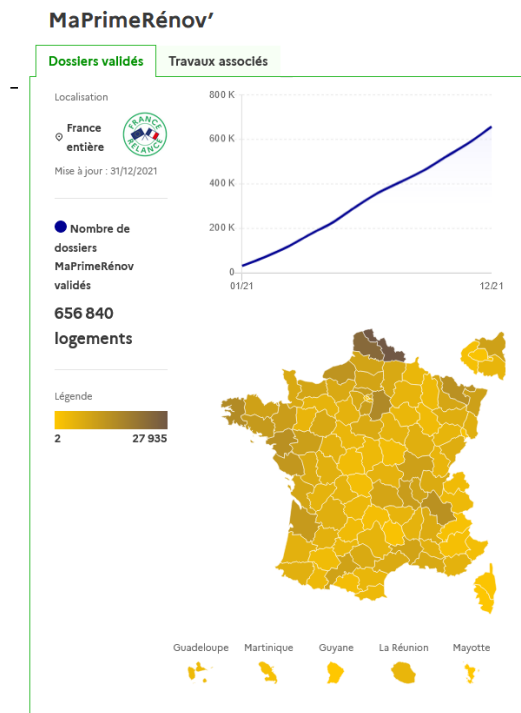 MaPrimeRénov’
Dossiers validés
Travaux associés
Localisation
France
entière
FRANCE
RELANCE
Mise à jour : 31/12/2021
Nombre de
dossiers
MaPrimeRénov
validés
656 840
logements
Légende
2
27 935
800 K
600 K
400 K
200 K
0
01/21
12/21
Guadeloupe
Martinique
Guyane
La Réunion
Mayotte